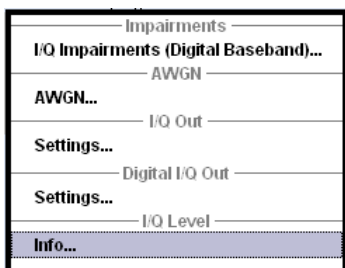 Impairments
I/Q Impairments (Digital Baseband)...
AWGN
AWGN...
I/Q Out
Settings...
Digital I/Q Out
Settings...
I/Q Level
Info...